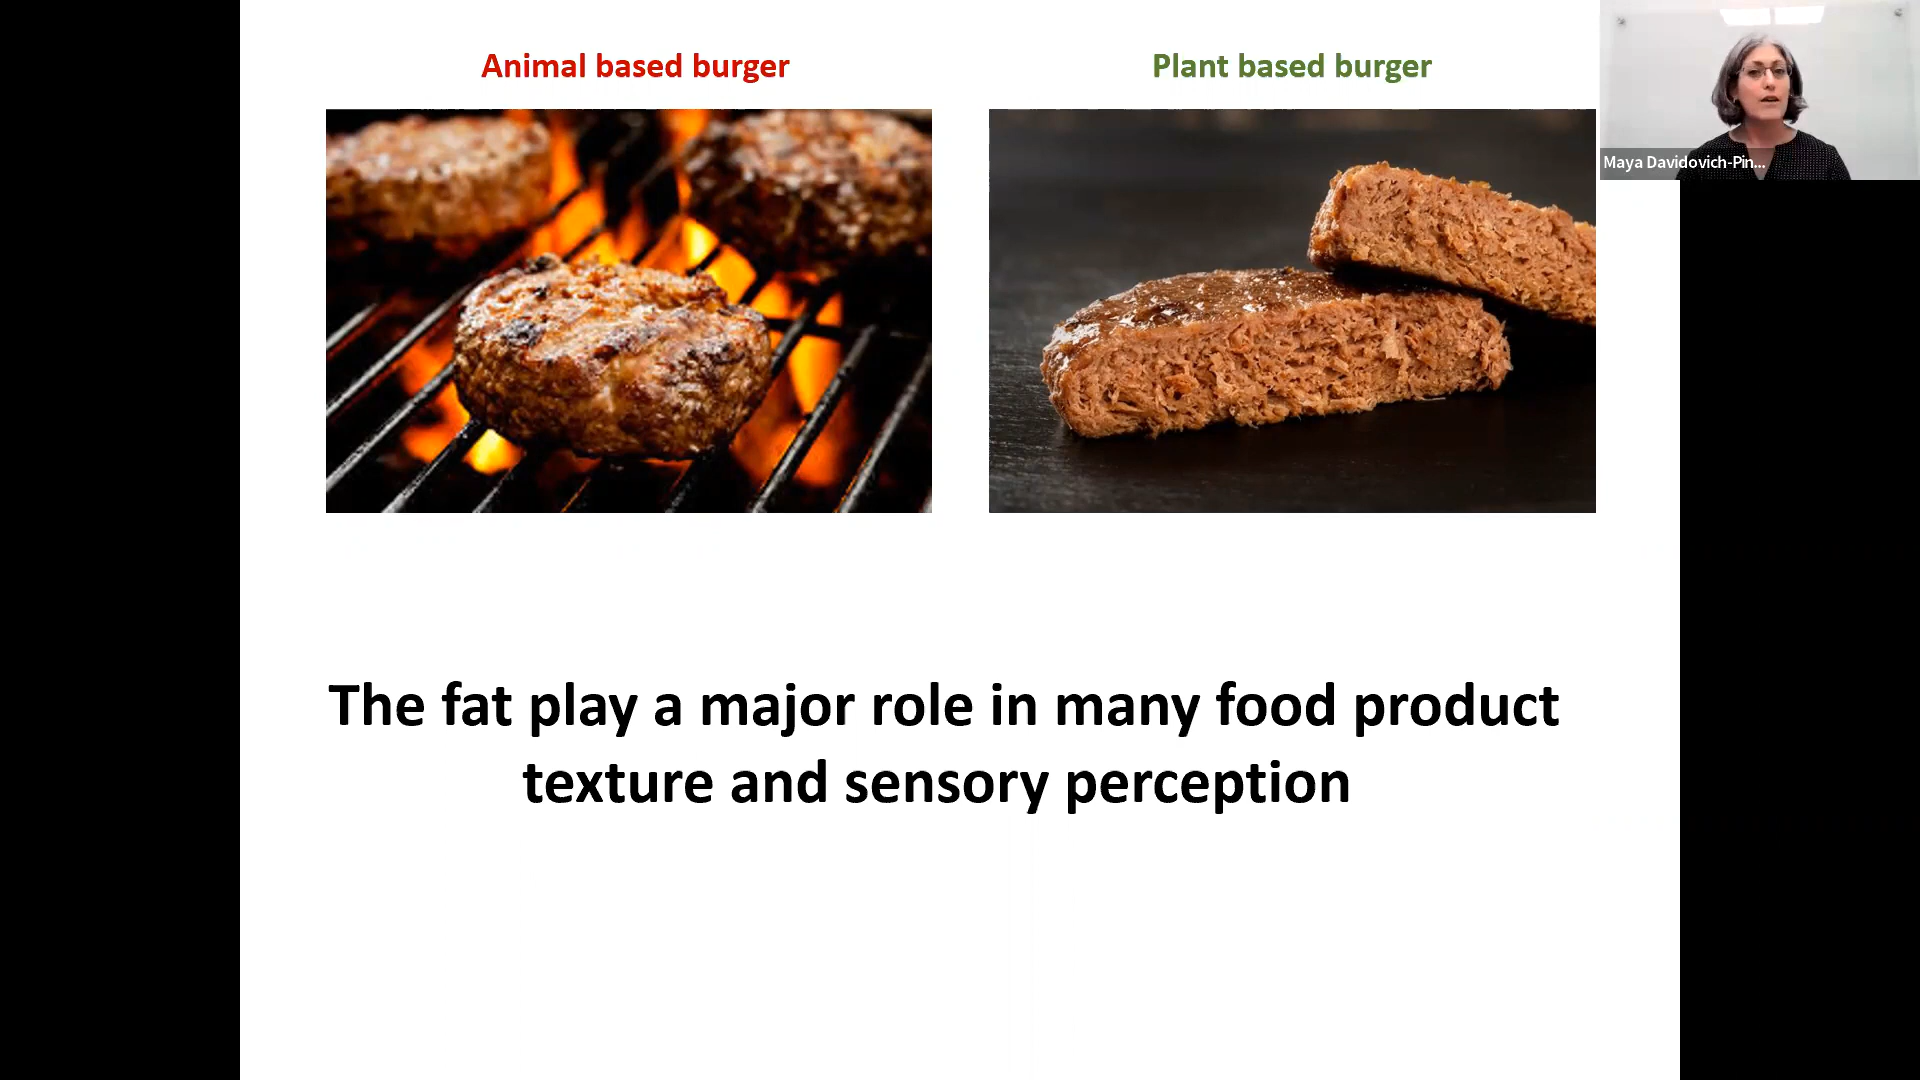 Animal based burger
Plant based burger
Maya Davidovich-Pin...
The fat play a major role in many food product
texture and sensory perception